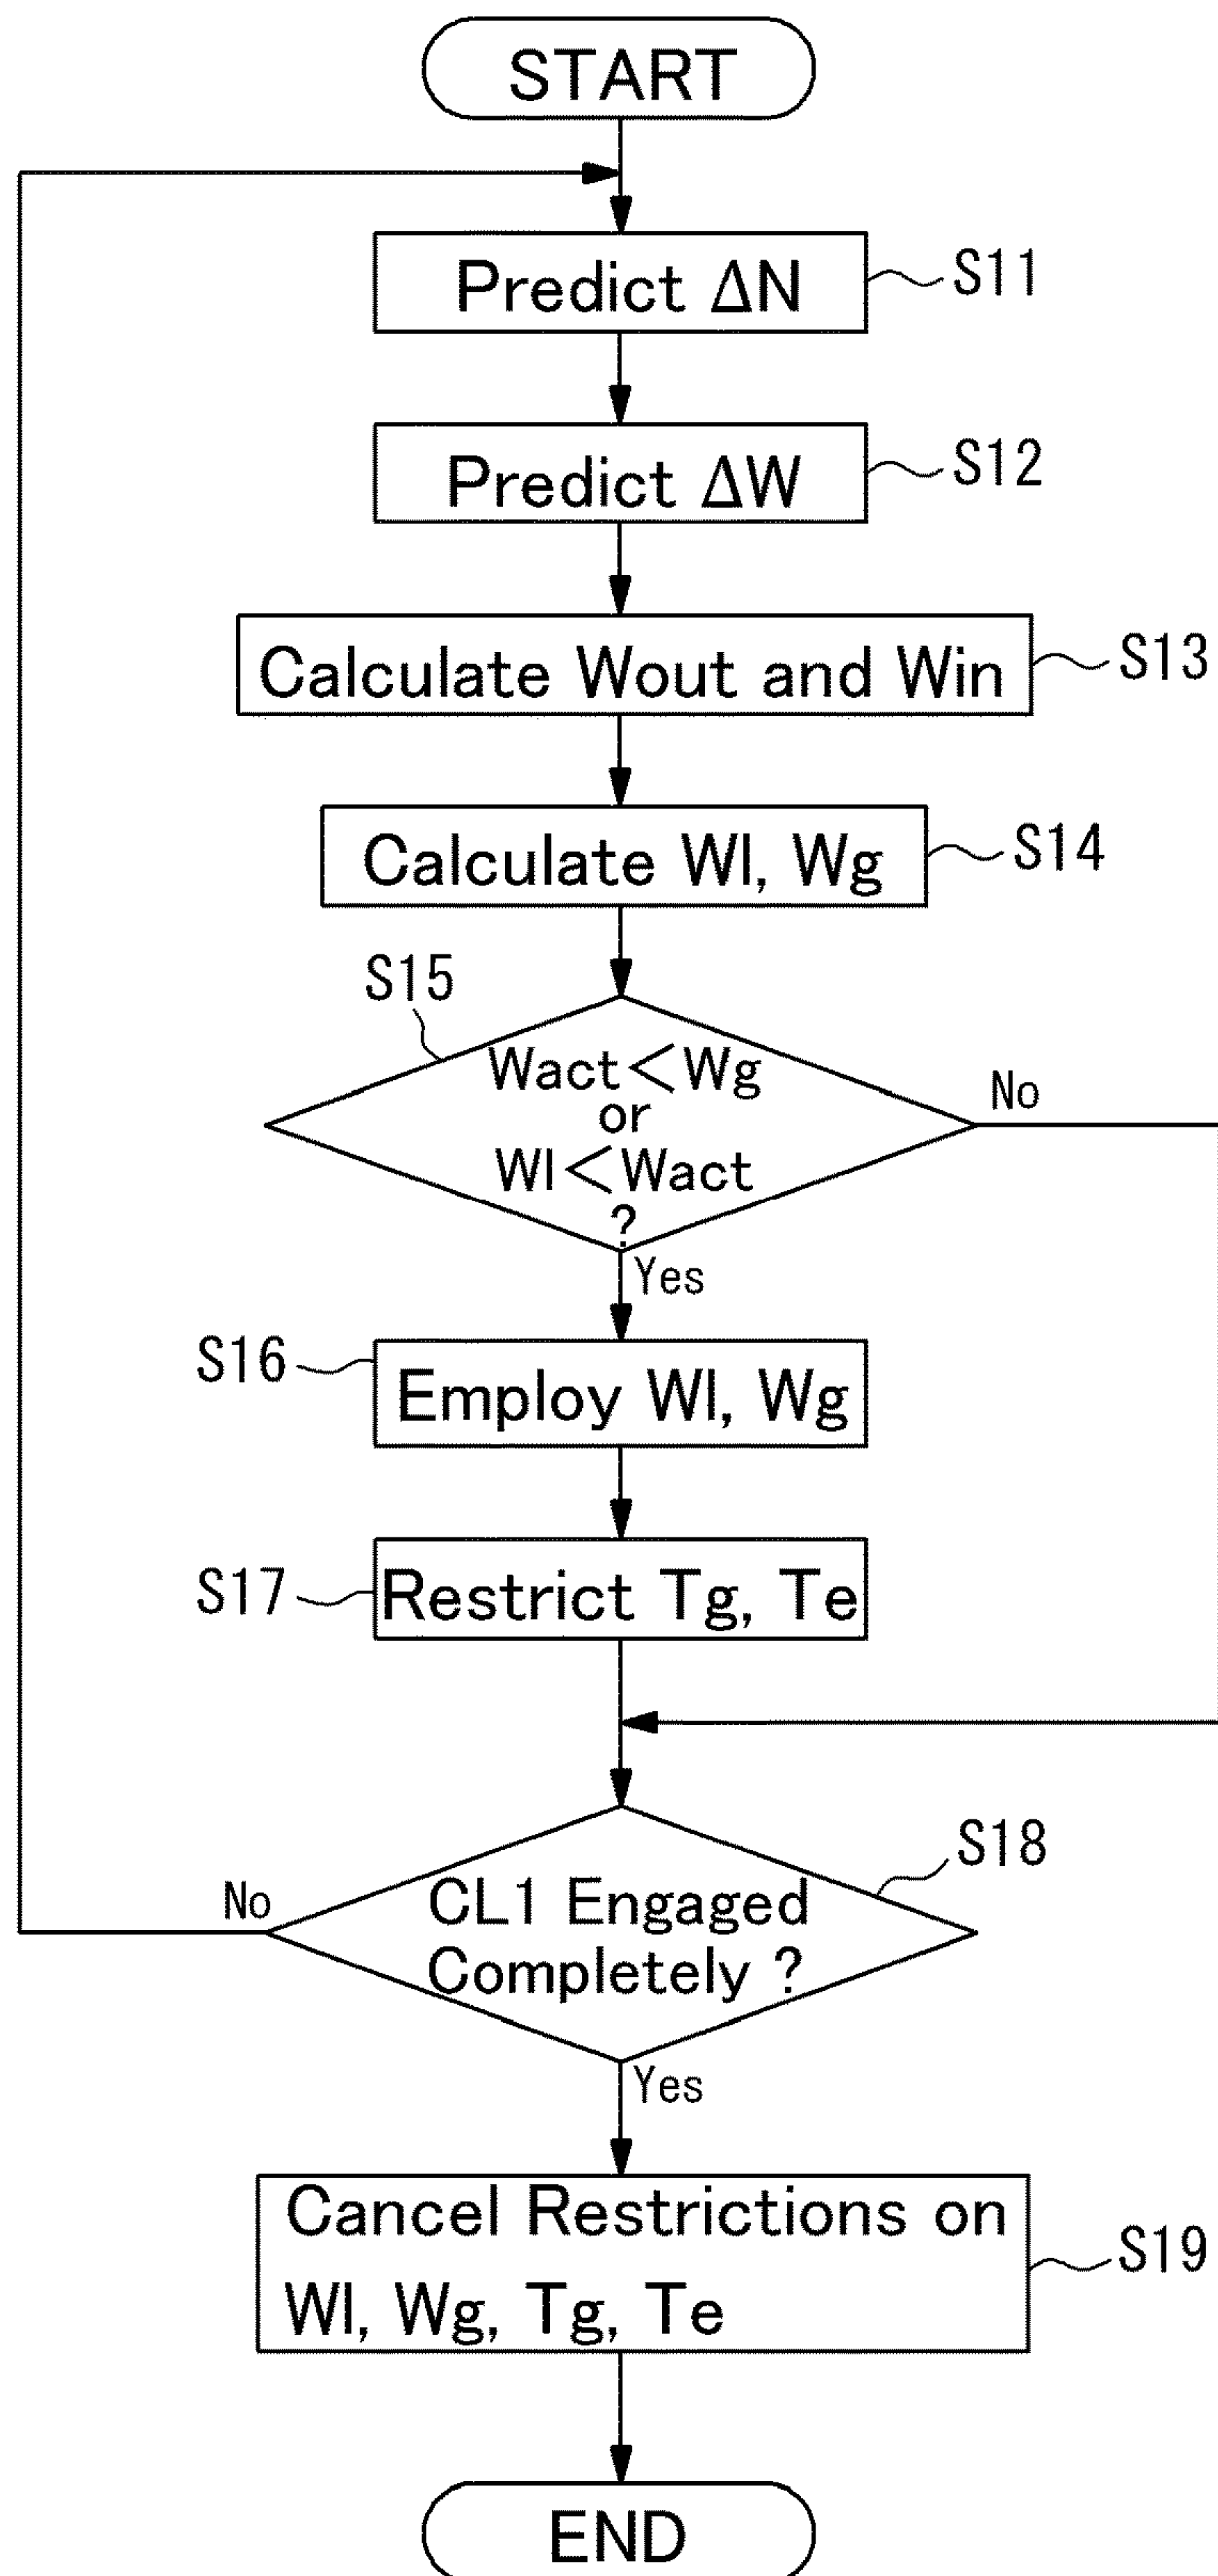 START
Predict ΔN
S11
Predict ΔW
S12
Calculate Wout and Win
S13
Calculate Wl, Wg
S14
S15
Wact<Wg
or
Wl<Wact
?
No
Yes
S16
Employ Wl, Wg
S17
Restrict Tg, Te
S18
No
CL1 Engaged
Completely ?
Yes
Cancel Restrictions on
Wl, Wg, Tg, Te
S19
END